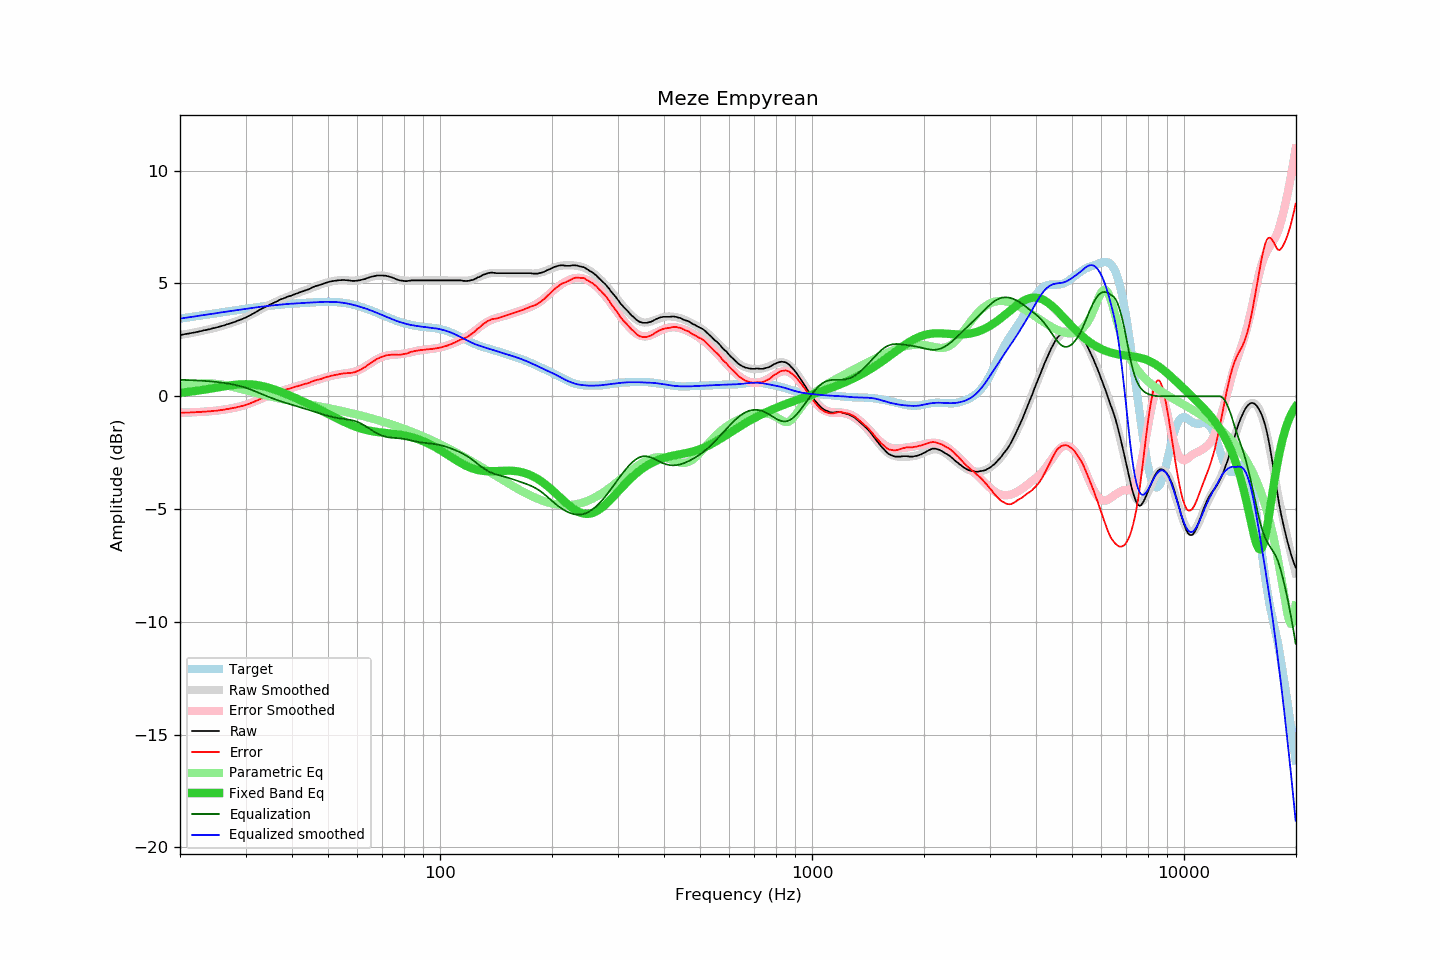 Meze Empyrean
10
5
0
−5
−10
−15
−20
Amplitude (dBr)
Target
Raw Smoothed
Error Smoothed
Raw
Error
Parametric Eq
Fixed Band Eq
Equalization
Equalized smoothed
100
1000
10000
Frequency (Hz)